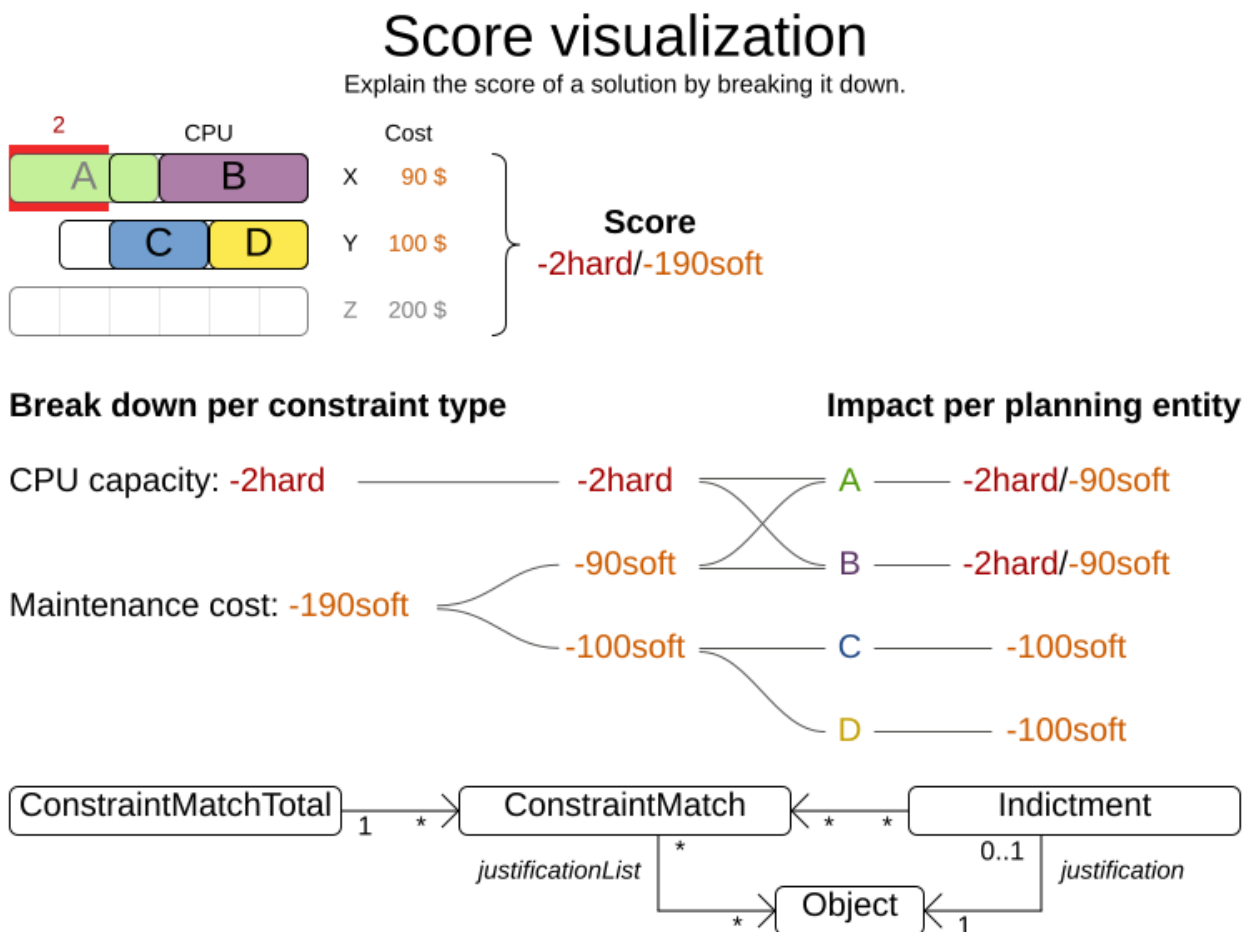 Score visualization
Explain the score of a solution by breaking it down.
2 CPU Cost
A B X 90 $
C D Y 100 $
Z 200 $
Score
-2hard/-190soft
Break down per constraint type
Impact per planning entity
CPU capacity: -2hard -2hard A -2hard/-90soft
-90soft B -2hard/-90soft
Maintenance cost: -190soft
-100soft C -100soft
D -100soft
ConstraintMatchTotal ConstraintMatch Indictment
1 * * *
* 0..1
justificationList justification
Object
* 1